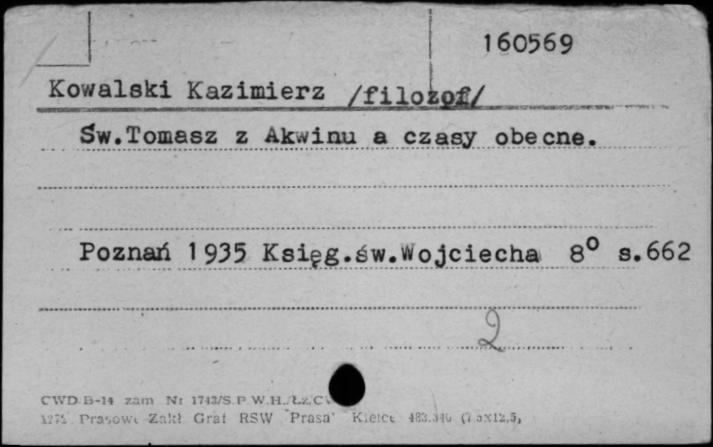 160569
Kowalski Kazimierz /filozof/
Św.Tomasz z Akwinu a czasy obecne.
Poznań 1935 Księg.św.Wojciecha 8° s.662
2
CWD B-14 zam Nr 1743/S.P.W.H./Łz.
Prasowe Zakł Graf RSW "Prasa" Kielce